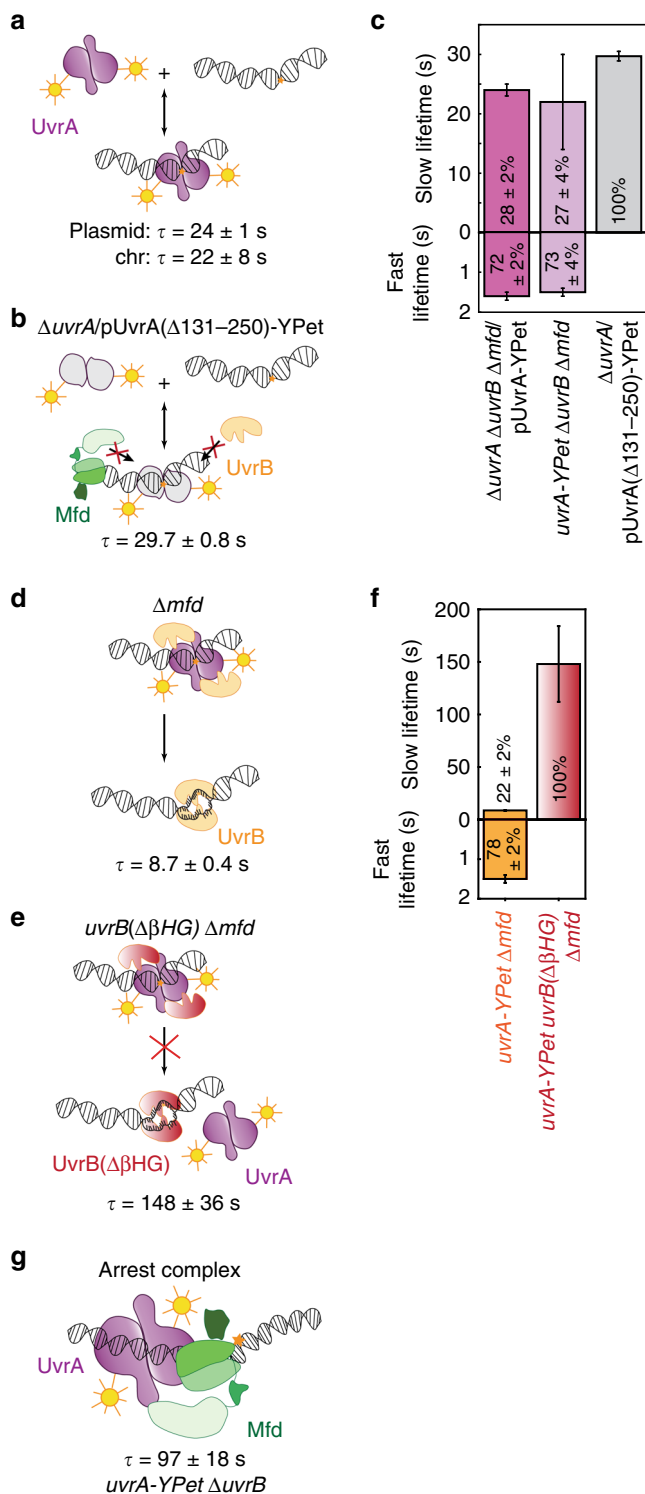 a
+
UvrA
Plasmid: τ = 24 ± 1 s
chr: τ = 22 ± 8 s
b
ΔuvrA/pUvrA(Δ131–250)-YPet
+
UvrB
Mfd
τ = 29.7 ± 0.8 s
c
Slow lifetime (s)
30
20
10
0
Fast
lifetime (s)
1
2
28 ± 2%
27 ± 4%
100%
72
± 2%
73
± 4%
ΔuvrA ΔuvrB Δmfd/
pUvrA-YPet
uvrA-YPet ΔuvrB Δmfd
ΔuvrA/
pUvrA(Δ131–250)-YPet
d
Δmfd
UvrB
τ = 8.7 ± 0.4 s
e
uvrB(ΔβHG) Δmfd
UvrB(ΔβHG)
UvrA
τ = 148 ± 36 s
f
Slow lifetime (s)
200
150
100
50
0
Fast
lifetime (s)
1
2
22 ± 2%
100%
78
± 2%
uvrA-YPet Δmfd
uvrA-YPet uvrB(ΔβHG)
Δmfd
g
Arrest complex
UvrA
Mfd
τ = 97 ± 18 s
uvrA-YPet ΔuvrB